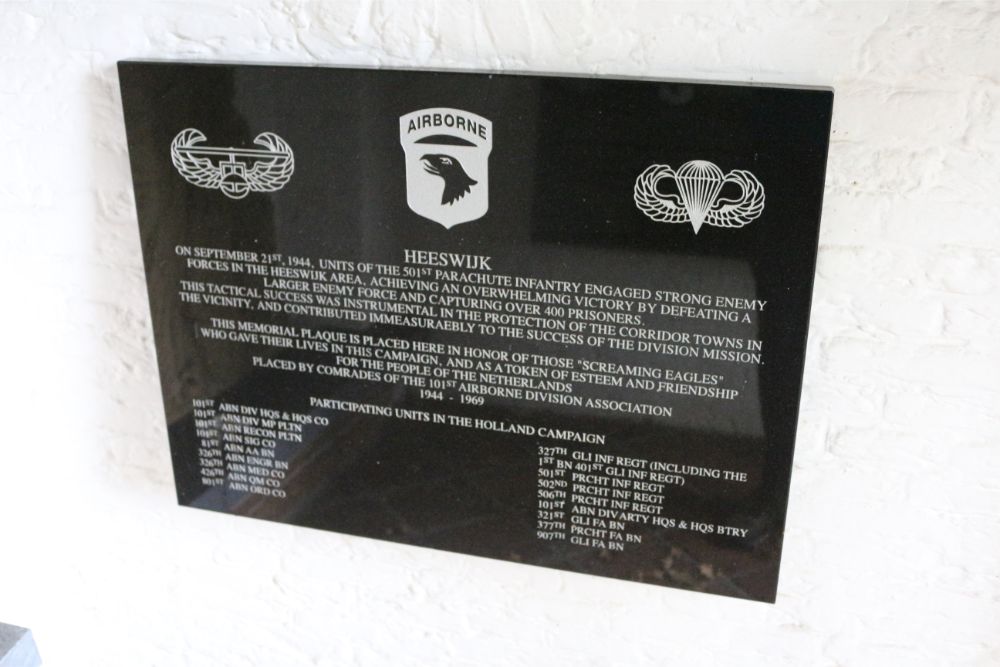 AIRBORNE
HEESWIJK
ON SEPTEMBER 21ST, 1944, UNITS OF THE 501ST PARACHUTE INFANTRY ENGAGED STRONG ENEMY
FORCES IN THE HEESWIJK AREA, ACHIEVING AN OVERWHELMING VICTORY BY DEFEATING A
LARGER ENEMY FORCE AND CAPTURING OVER 400 PRISONERS.
THIS TACTICAL SUCCESS WAS INSTRUMENTAL IN THE PROTECTION OF THE CORRIDOR TOWNS IN
THE VICINITY, AND CONTRIBUTED IMMEASURAEBLY TO THE SUCCESS OF THE DIVISION MISSION.
THIS MEMORIAL PLAQUE IS PLACED HERE IN HONOR OF THOSE "SCREAMING EAGLES"
WHO GAVE THEIR LIVES IN THIS CAMPAIGN, AND AS A TOKEN OF ESTEEM AND FRIENDSHIP
FOR THE PEOPLE OF THE NETHERLANDS
PLACED BY COMRADES OF THE 101ST AIRBORNE DIVISION ASSOCIATION
1944 - 1969
PARTICIPATING UNITS IN THE HOLLAND CAMPAIGN
101ST ABN DIV HQS & HQS CO
101ST ABN DIV MP PLTN
101ST ABN RECON PLTN
101ST ABN SIG CO
81ST ABN AA BN
326TH ABN ENGR BN
326TH ABN MED CO
426TH ABN QM CO
801ST ABN ORD CO
327TH GLI INF REGT (INCLUDING THE
1ST BN 401ST GLI INF REGT)
501ST PRCHT INF REGT
502ND PRCHT INF REGT
506TH PRCHT INF REGT
101ST ABN DIV ARTY HQS & HQS BTRY
321ST GLI FA BN
377TH PRCHT FA BN
907TH GLI FA BN